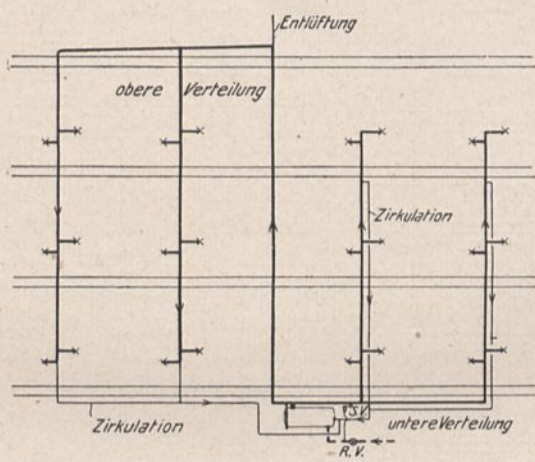 Entlüftung
obere Verteilung
Zirkulation
S.V.
Zirkulation
untere Verteilung
R.V.